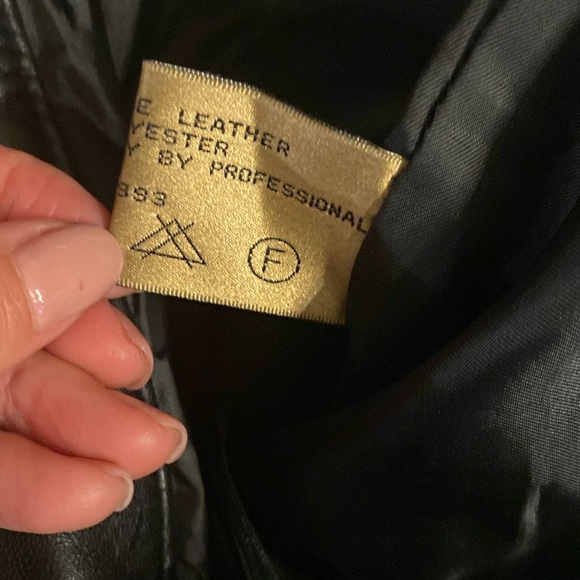 E LEATHER
YESTER
Y BY PROFESSIONAL
393
F